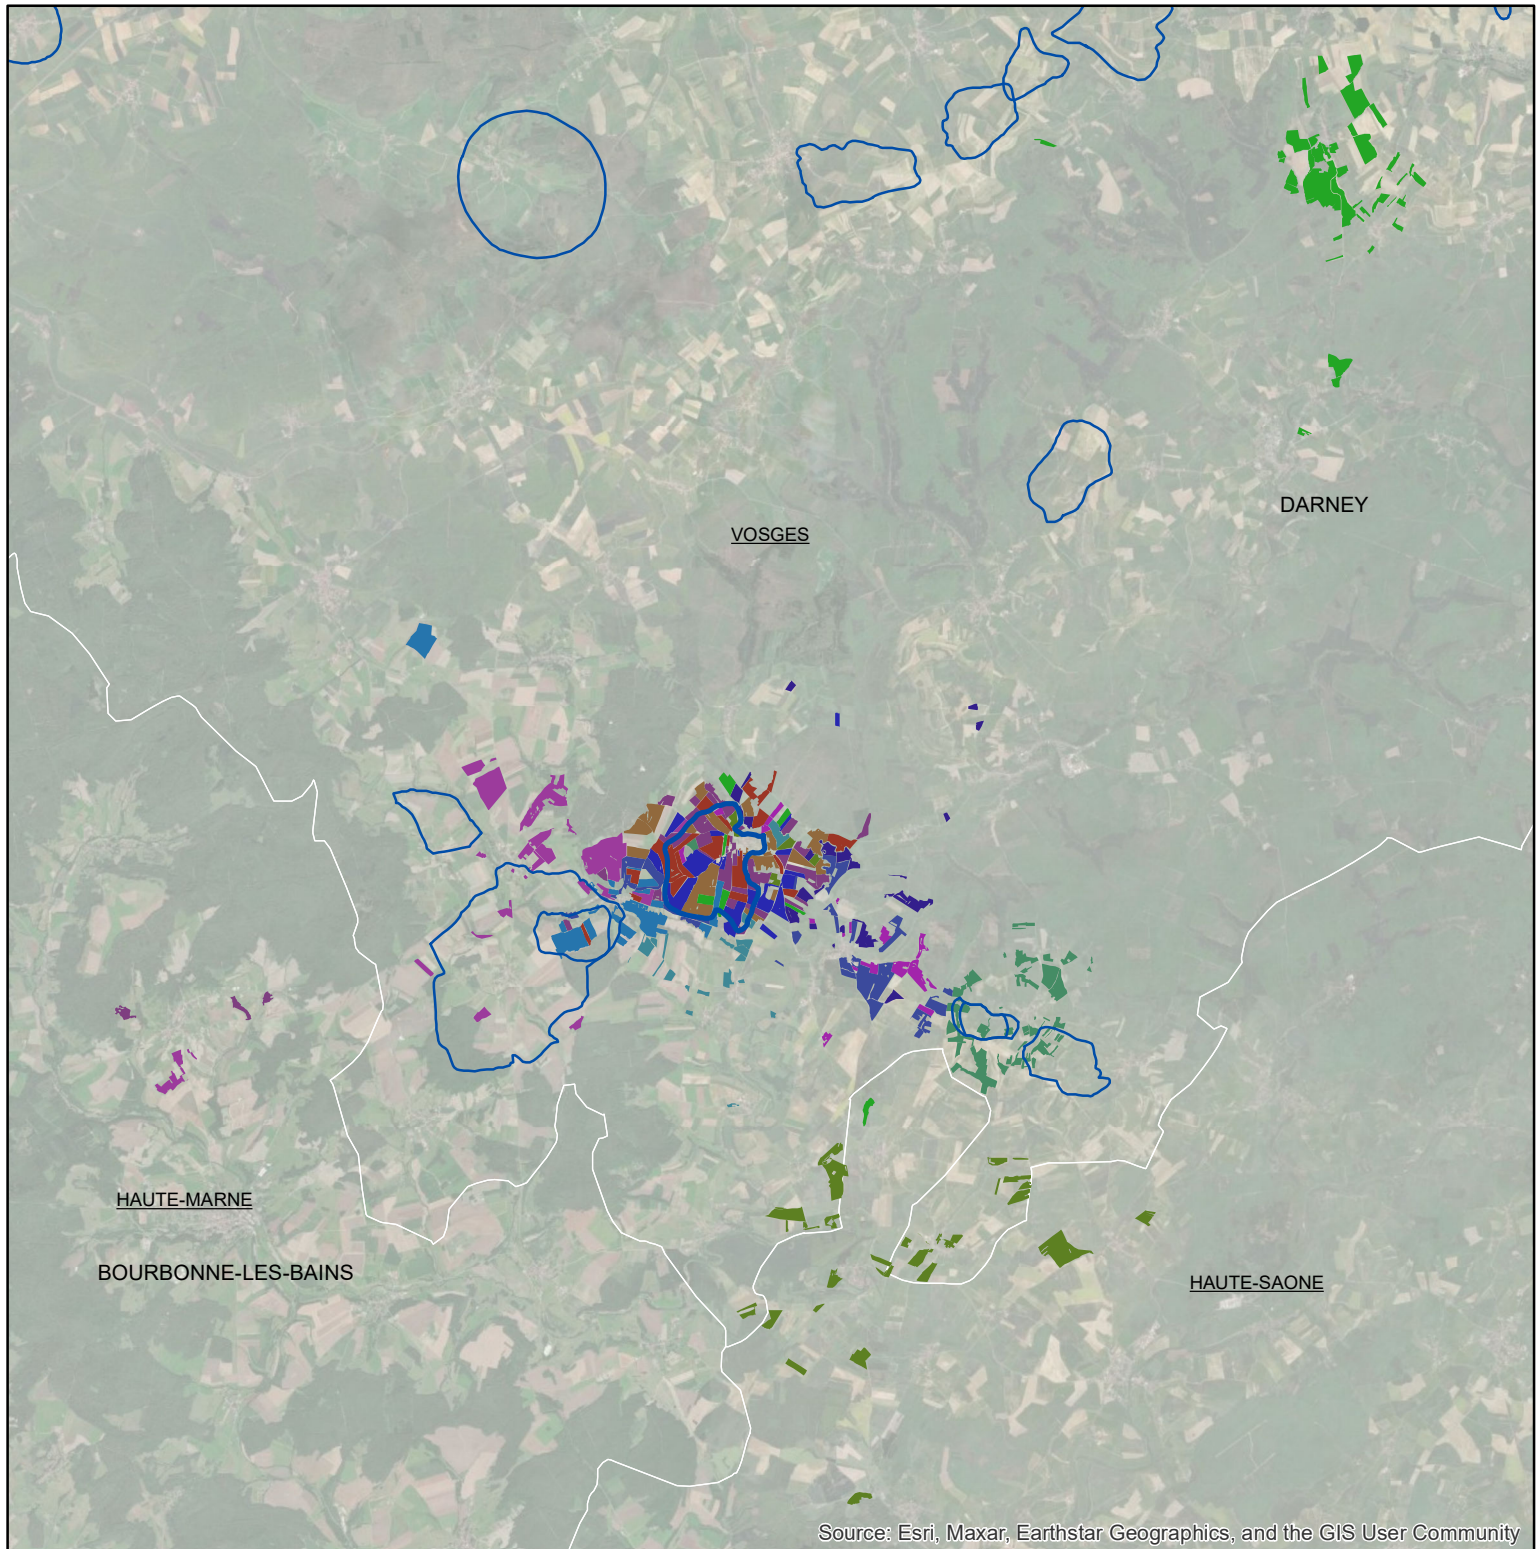 DARNEY
VOSGES
HAUTE-MARNE
BOURBONNE-LES-BAINS
HAUTE-SAONE
Source: Esri, Maxar, Earthstar Geographics, and the GIS User Community